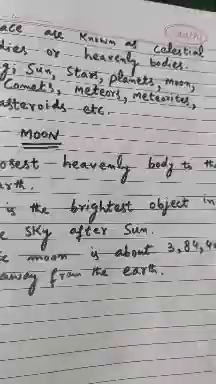 ace are known as celestial
dies or heavenly bodies.
g; Sun, Stars, planets, moon,
Comets, meteors, meteorites,
asteroids etc.
MOON
osest heavenly body to th
arth.
is the brightest object in
e sky after Sun.
e moon is about 3,84,4
away from the earth.